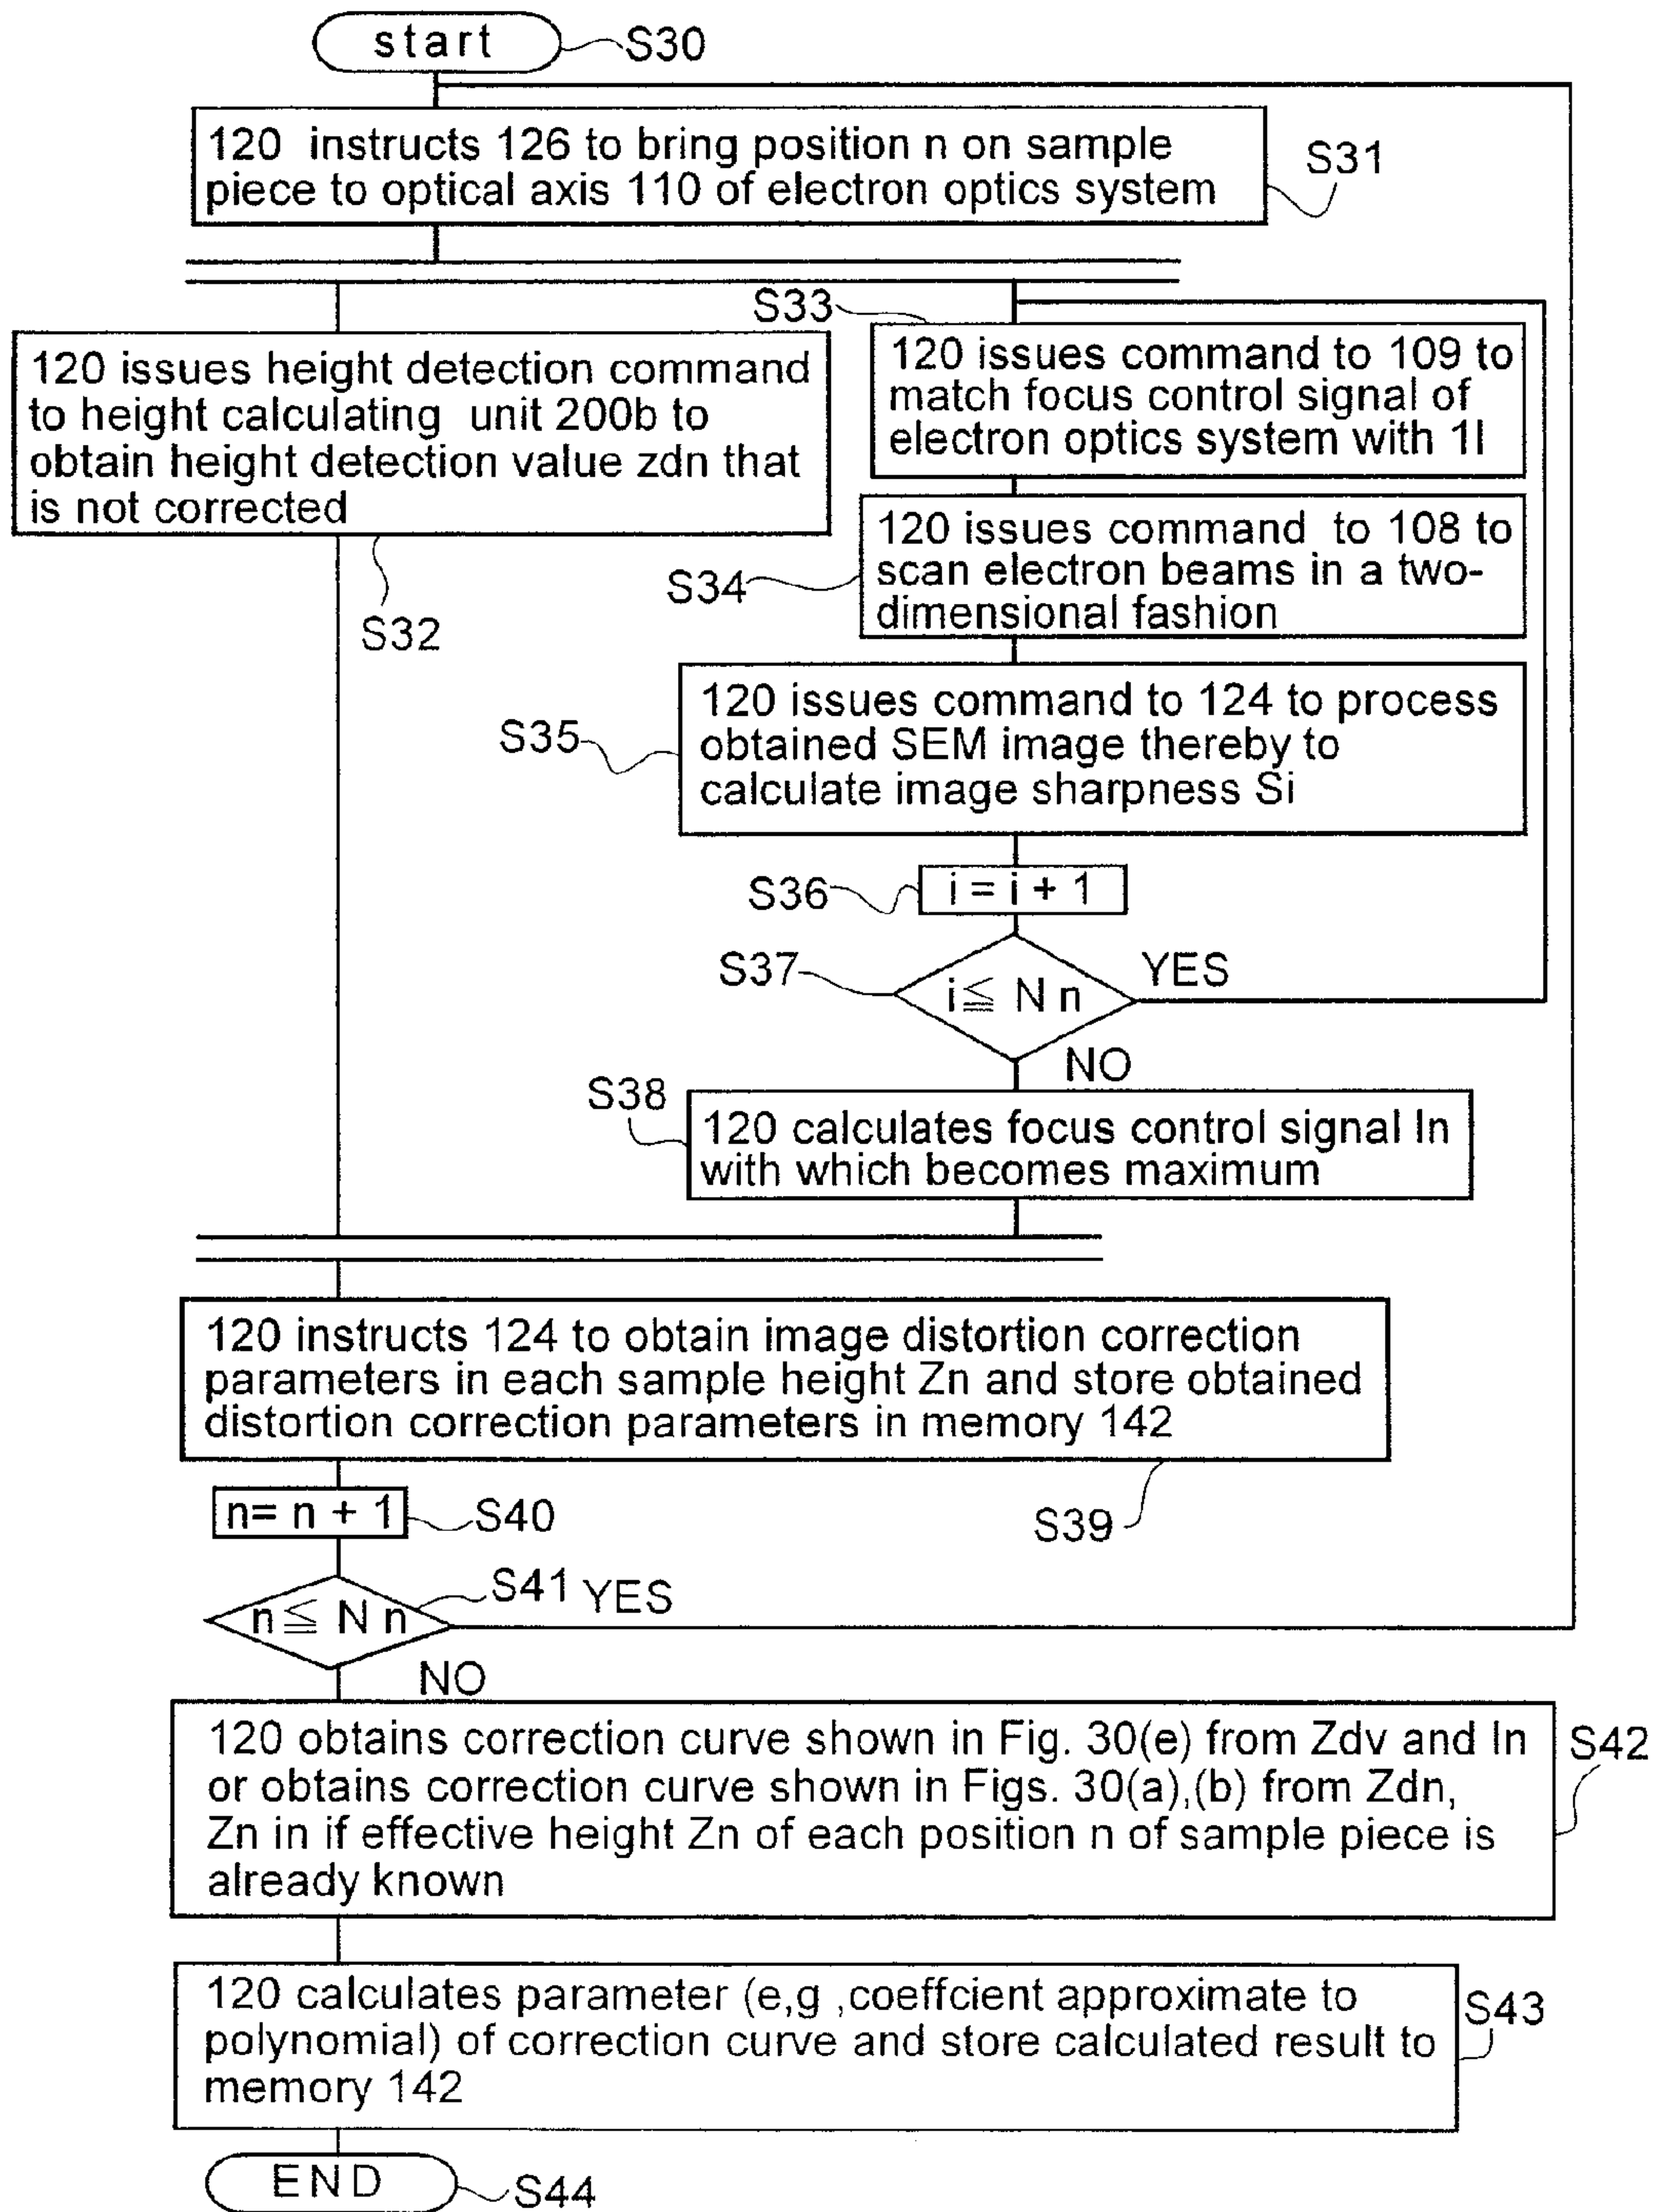 start
S30
120 instructs 126 to bring position n on sample
piece to optical axis 110 of electron optics system
S31
S33
120 issues height detection command
to height calculating unit 200b to
obtain height detection value zdn that
is not corrected
S32
120 issues command to 109 to
match focus control signal of
electron optics system with 1l
120 issues command to 108 to
scan electron beams in a two-
dimensional fashion
S34
120 issues command to 124 to process
obtained SEM image thereby to
calculate image sharpness Si
S35
i = i + 1
S36
S37
i≦ N n
YES
NO
S38
120 calculates focus control signal In
with which becomes maximum
120 instructs 124 to obtain image distortion correction
parameters in each sample height Zn and store obtained
distortion correction parameters in memory 142
S39
n= n + 1
S40
S41
YES
n≦ N n
NO
120 obtains correction curve shown in Fig. 30(e) from Zdv and In
or obtains correction curve shown in Figs. 30(a),(b) from Zdn,
Zn in if effective height Zn of each position n of sample piece is
already known
S42
120 calculates parameter (e,g ,coeffcient approximate to
polynomial) of correction curve and store calculated result to
memory 142
S43
END
S44